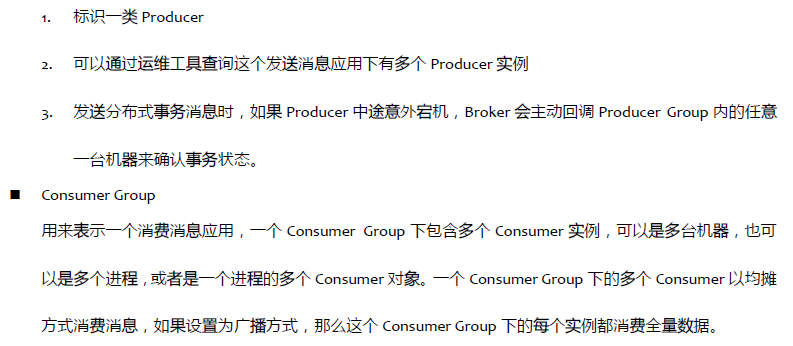 1. 标识一类 Producer
2. 可以通过运维工具查询这个发送消息应用下有多个 Producer 实例
3. 发送分布式事务消息时，如果 Producer 中途意外宕机，Broker 会主动回调 Producer Group 内的任意
一台机器来确认事务状态。
■ Consumer Group
用来表示一个消费消息应用，一个 Consumer Group 下包含多个 Consumer 实例，可以是多台机器，也可
以是多个进程，或者是一个进程的多个 Consumer 对象。一个 Consumer Group 下的多个 Consumer 以均摊
方式消费消息，如果设置为广播方式，那么这个 Consumer Group 下的每个实例都消费全量数据。